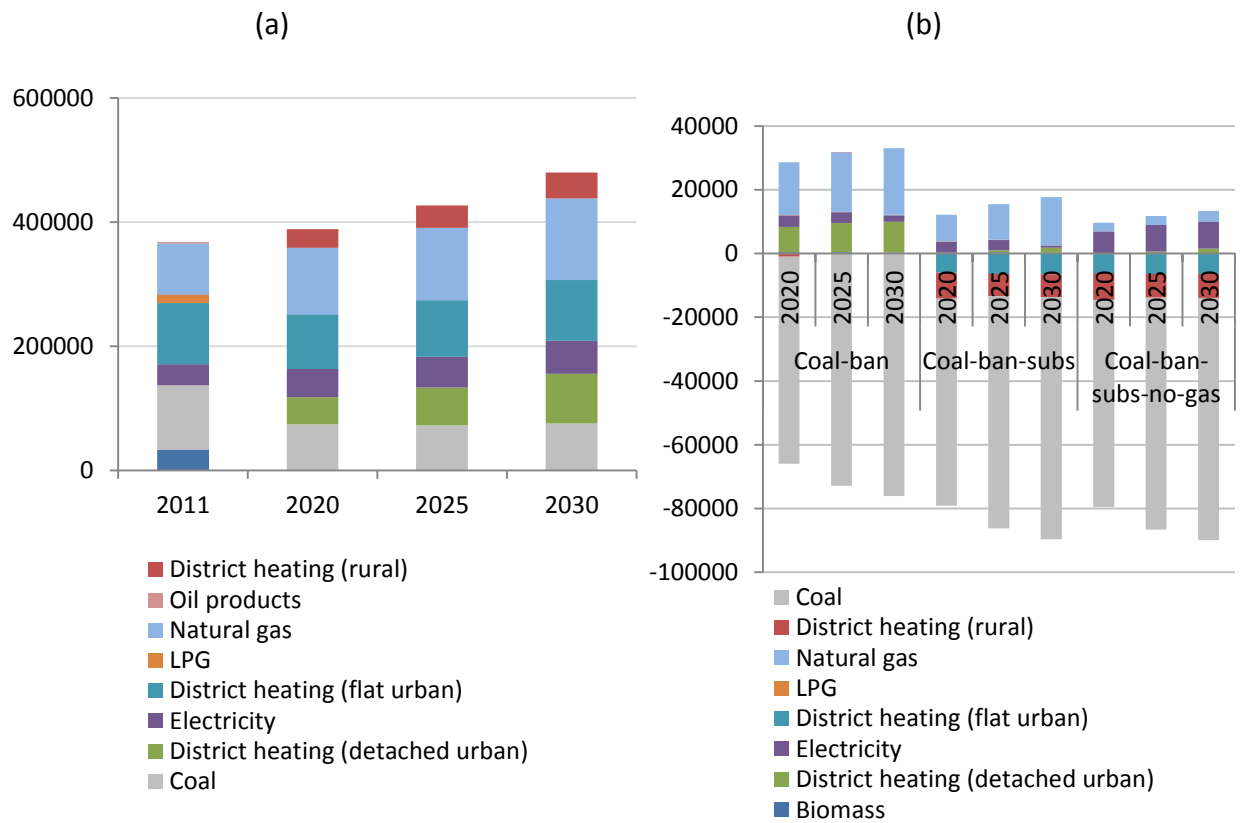 (a)
600000
400000
200000
0
2011 2020 2025 2030
District heating (rural)
Oil products
Natural gas
LPG
District heating (flat urban)
Electricity
District heating (detached urban)
Coal
(b)
40000
20000
0
-20000
-40000
-60000
-80000
-100000
2020 2025 2030 2020 2025 2030 2020 2025 2030
Coal-ban Coal-ban-subs Coal-ban-
subs-no-gas
Coal
District heating (rural)
Natural gas
LPG
District heating (flat urban)
Electricity
District heating (detached urban)
Biomass